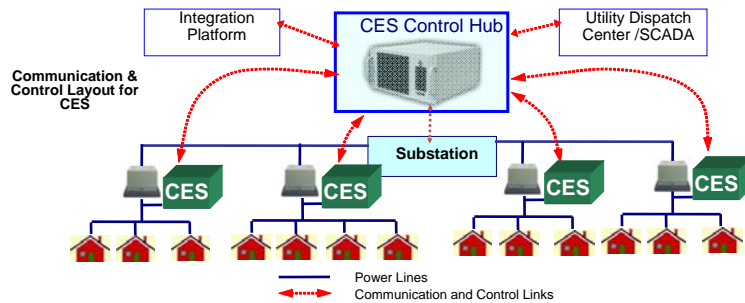 Integration
Platform
CES Control Hub
Utility Dispatch
Center /SCADA
Communication &
Control Layout for
CES
Substation
CES
CES
CES
CES
Power Lines
Communication and Control Links